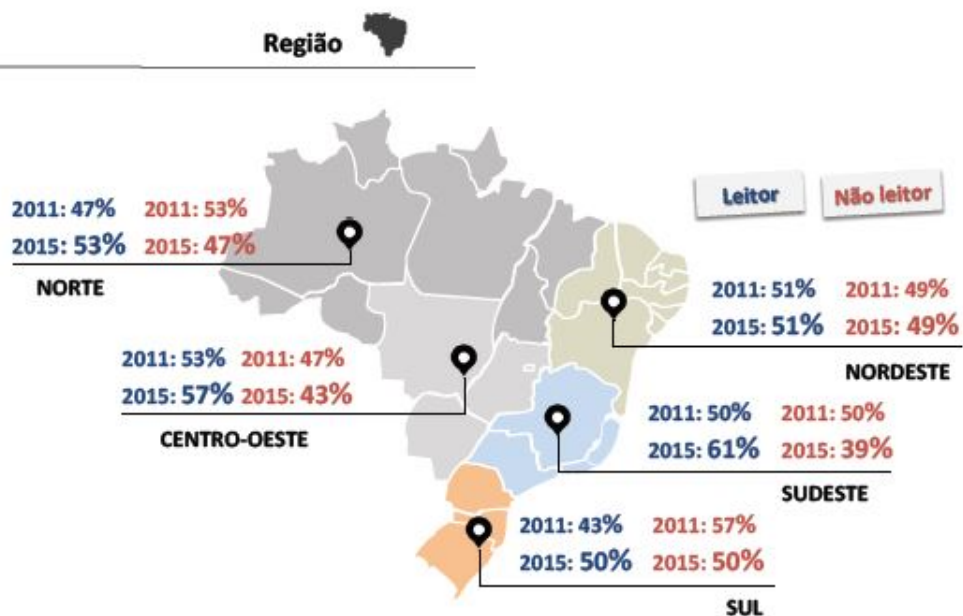 Região
Leitor Não leitor
2011: 47% 2011: 53%
2015: 53% 2015: 47%
NORTE
2011: 51% 2011: 49%
2015: 51% 2015: 49%
NORDESTE
2011: 53% 2011: 47%
2015: 57% 2015: 43%
CENTRO-OESTE
2011: 50% 2011: 50%
2015: 61% 2015: 39%
SUDESTE
2011: 43% 2011: 57%
2015: 50% 2015: 50%
SUL